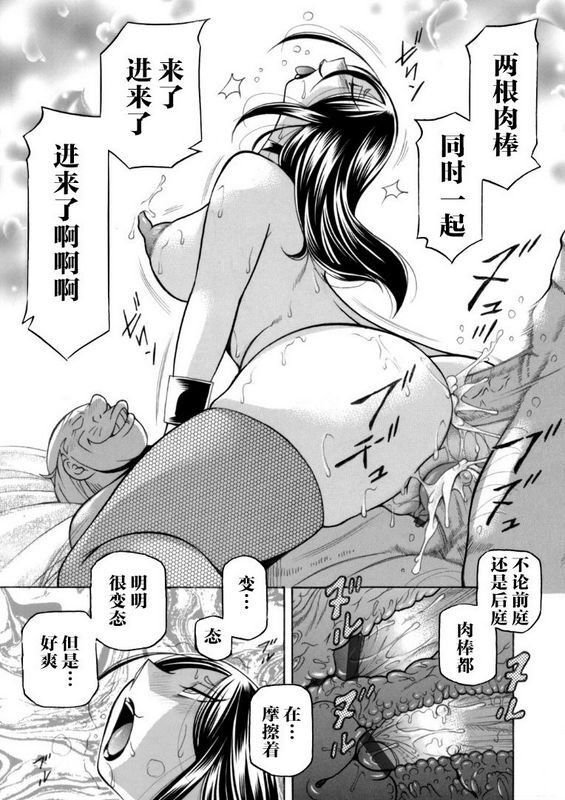 两根肉棒
同时一起
来了
进来了
进来了啊啊啊
不论前庭
还是后庭
肉棒都
在…
摩擦着
变…
态
明明
很变态
但是…
好爽